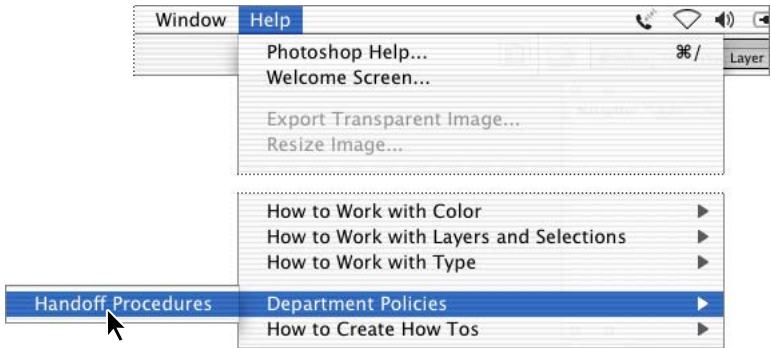 Window Help
Layer
Photoshop Help... ⌘/
Welcome Screen...
Export Transparent Image...
Resize Image...
How to Work with Color
How to Work with Layers and Selections
How to Work with Type
Handoff Procedures Department Policies
How to Create How Tos